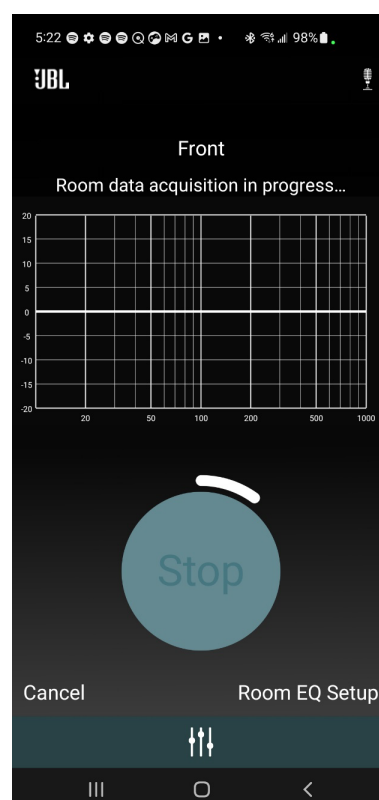 5:22 G 98%
JBL
Front
Room data acquisition in progress...
20
15
10
5
0
-5
-10
-15
-20
20 50 100 200 500 1000
Stop
Cancel Room EQ Setup